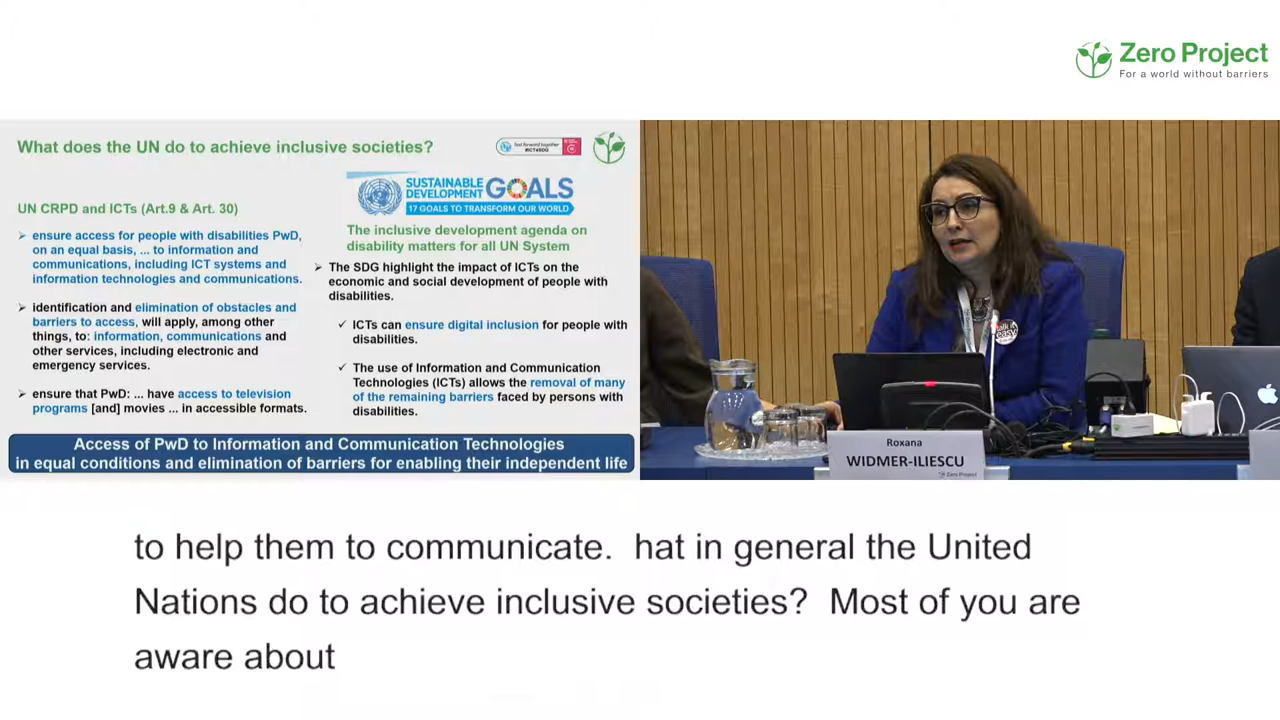 Zero Project
For a world without barriers
What does the UN do to achieve inclusive societies?
SUSTAINABLE
DEVELOPMENT
GOALS
17 GOALS TO TRANSFORM OUR WORLD
UN CRPD and ICTs (Art.9 & Art. 30)
ensure access for people with disabilities PwD,
on an equal basis, ... to information and
communications, including ICT systems and
information technologies and communications.
identification and elimination of obstacles and
barriers to access, will apply, among other
things, to: information, communications and
other services, including electronic and
emergency services.
ensure that PwD: ... have access to television
programs [and] movies ... in accessible formats.
The inclusive development agenda on
disability matters for all UN System
The SDG highlight the impact of ICTs on the
economic and social development of people with
disabilities.
ICTs can ensure digital inclusion for people with
disabilities.
The use of Information and Communication
Technologies (ICTs) allows the removal of many
of the remaining barriers faced by persons with
disabilities.
Access of PwD to Information and Communication Technologies
in equal conditions and elimination of barriers for enabling their independent life
talk it
easy
Roxana
WIDMER-ILIESCU
Zero Project
to help them to communicate.  hat in general the United
Nations do to achieve inclusive societies?  Most of you are
aware about